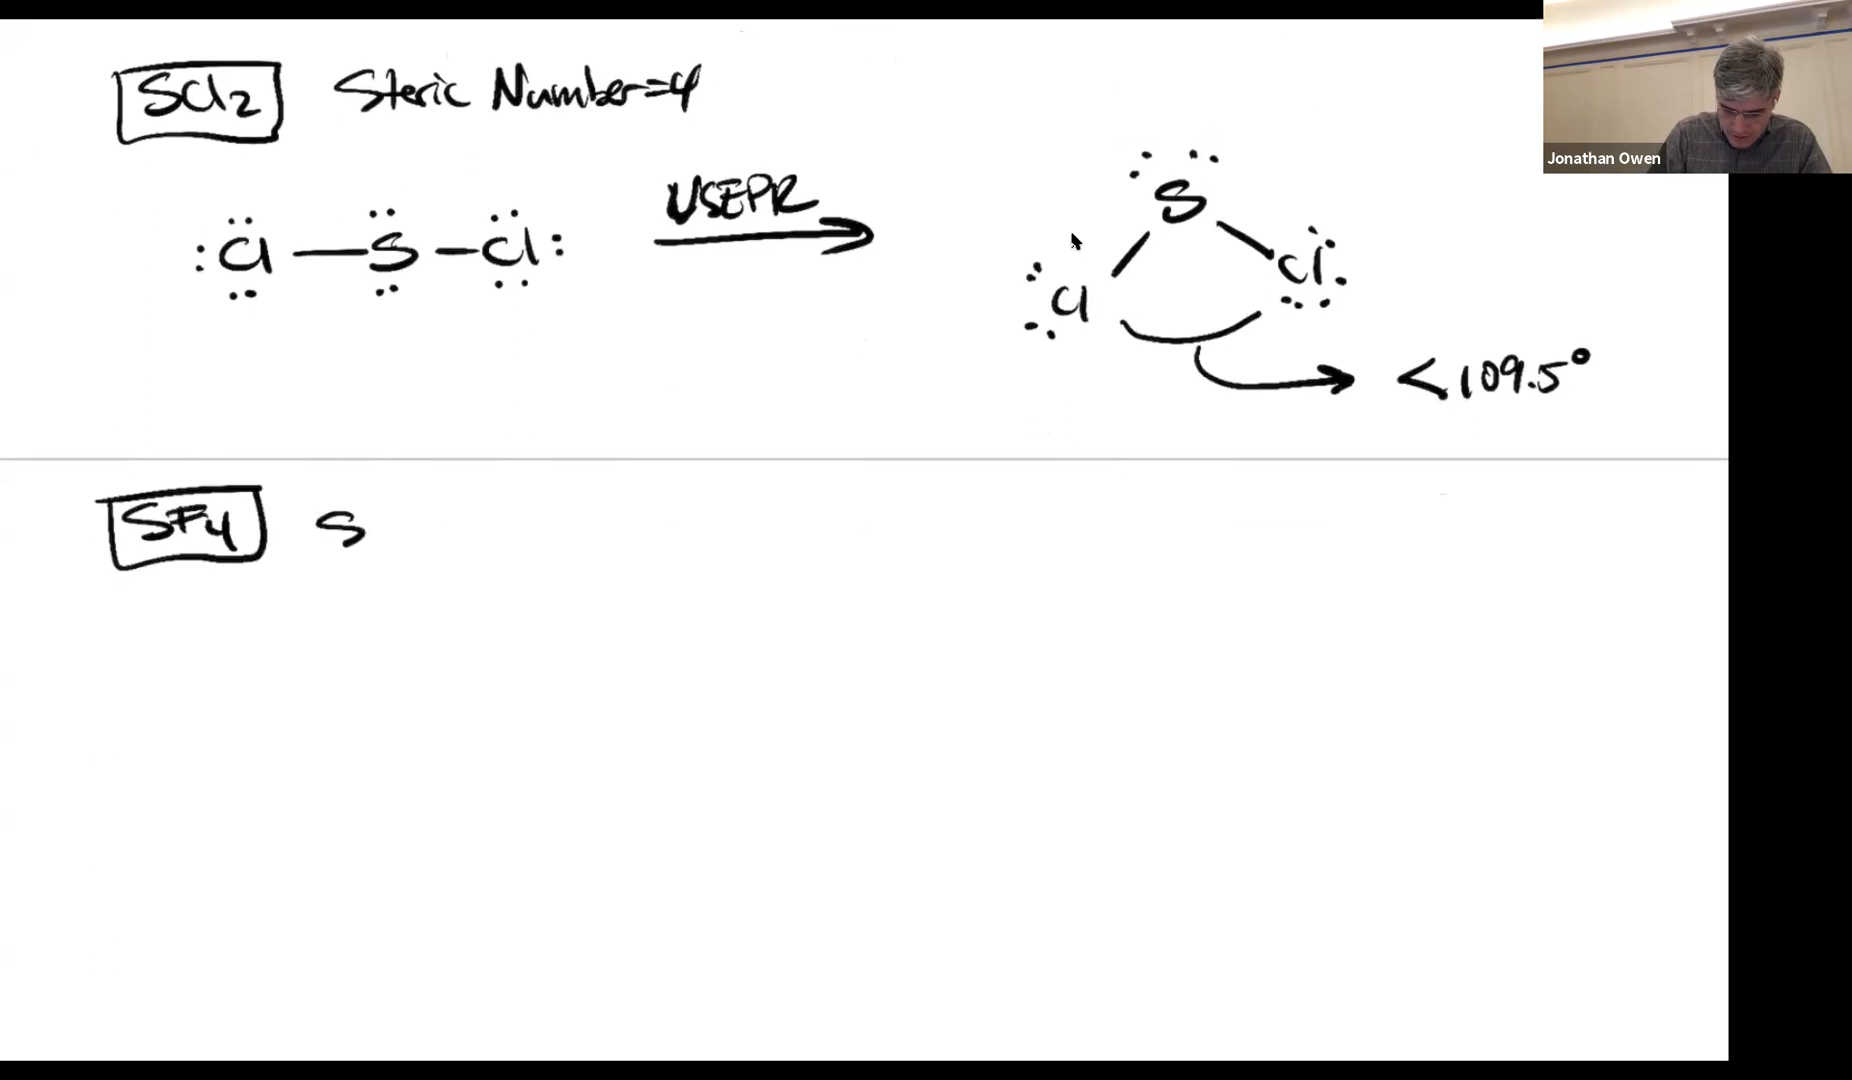 SCl2 Steric Number=4
Jonathan Owen
:Cl—S—Cl:
VSEPR
S
Cl
Cl
<109.5°
SF4 S